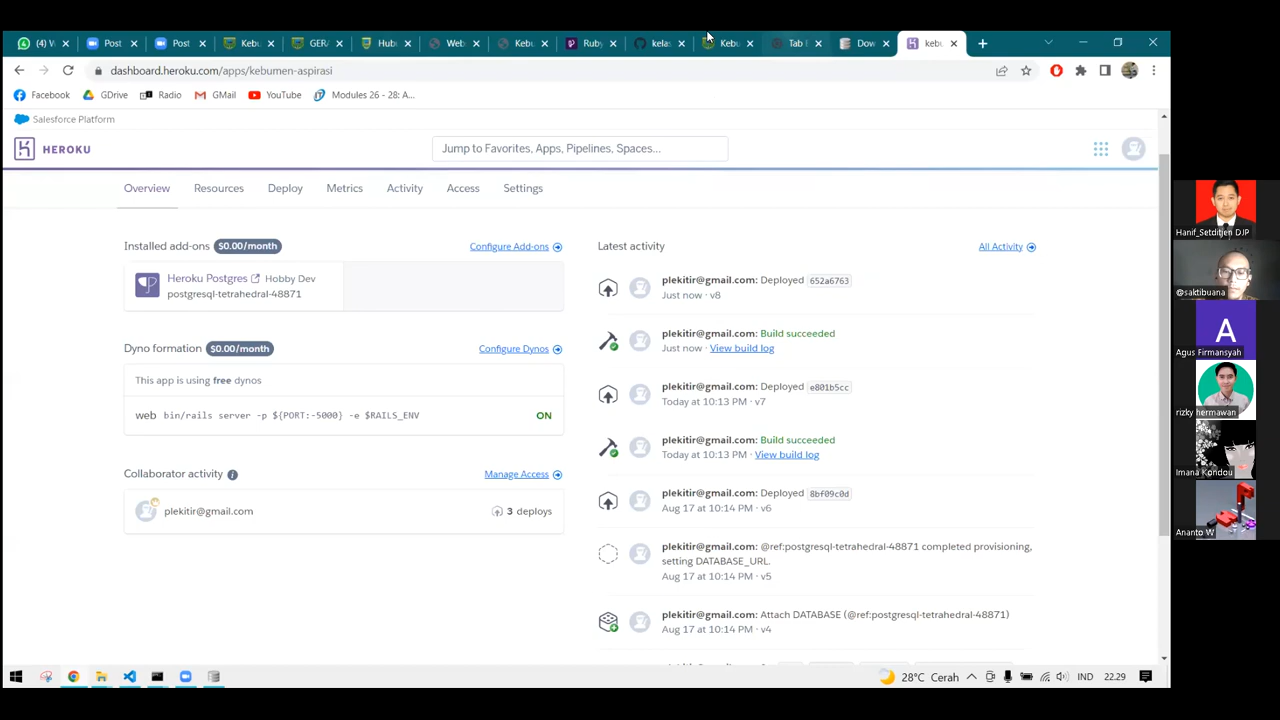 (4) V
Post
Post
Kebu
GERA
Hubu
Web
Kebu
Ruby
kelas
Kebu
Tab
Dow
kebu
dashboard.heroku.com/apps/kebumen-aspirasi
Facebook
GDrive
Radio
GMail
YouTube
Modules 26 - 28: A...
Salesforce Platform
HEROKU
Jump to Favorites, Apps, Pipelines, Spaces...
Overview
Resources
Deploy
Metrics
Activity
Access
Settings
Installed add-ons $0.00/month
Configure Add-ons
Heroku Postgres Hobby Dev
postgresql-tetrahedral-48871
Dyno formation $0.00/month
Configure Dynos
This app is using free dynos
web bin/rails server -p ${PORT:-5000} -e $RAILS_ENV
ON
Collaborator activity
Manage Access
plekitir@gmail.com
3 deploys
Latest activity
All Activity
plekitir@gmail.com: Deployed 652a6763
Just now · v8
plekitir@gmail.com: Build succeeded
Just now · View build log
plekitir@gmail.com: Deployed e801b5cc
Today at 10:13 PM · v7
plekitir@gmail.com: Build succeeded
Today at 10:13 PM · View build log
plekitir@gmail.com: Deployed 8bf09c0d
Aug 17 at 10:14 PM · v6
plekitir@gmail.com: @ref:postgresql-tetrahedral-48871 completed provisioning,
setting DATABASE_URL.
Aug 17 at 10:14 PM · v5
plekitir@gmail.com: Attach DATABASE (@ref:postgresql-tetrahedral-48871)
Aug 17 at 10:14 PM · v4
28°C Cerah
IND
22.29
Hanif_Setditjen DJP
@saktibuana
A
Agus Firmansyah
rizky hermawan
Imana Kondou
Ananto W